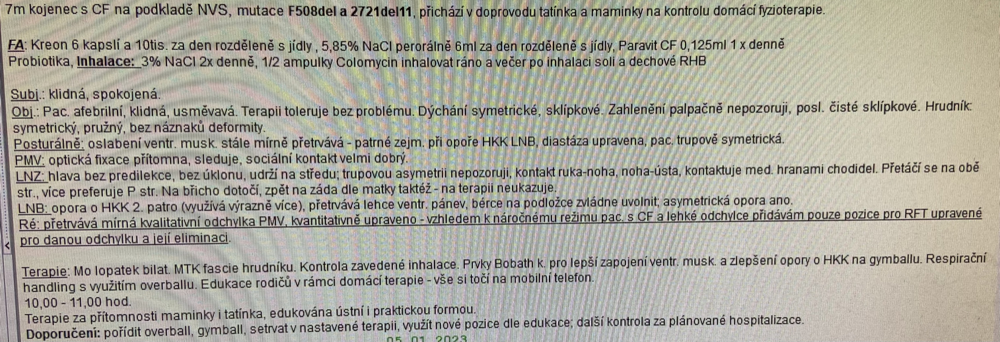 7m kojenec s CF na podkladě NVS, mutace F508del a 2721del11, přichází v doprovodu tatínka a maminky na kontrolu domácí fyzioterapie.
FA: Kreon 6 kapslí a 10tis. za den rozděleně s jídly , 5,85% NaCl perorálně 6ml za den rozděleně s jídly, Paravit CF 0,125ml 1 x denně
Probiotika, Inhalace: 3% NaCl 2x denně, 1/2 ampulky Colomycin inhalovat ráno a večer po inhalaci soli a dechové RHB
Subj.: klidná, spokojená.
Obj.: Pac. afebrilní, klidná, usměvavá. Terapii toleruje bez problému. Dýchání symetrické, sklípkové. Zahlenění palpačně nepozoruji, posl. čisté sklípkové. Hrudník:
symetrický, pružný, bez náznaků deformity.
Posturálně: oslabení ventr. musk. stále mírně přetrvává - patrné zejm. při opoře HKK LNB, diastáza upravena, pac. trupově symetrická.
PMV: optická fixace přítomna, sleduje, sociální kontakt velmi dobrý.
LNZ: hlava bez predilekce, bez úklonu, udrží na středu; trupovou asymetrii nepozoruji, kontakt ruka-noha, noha-ústa, kontaktuje med. hranami chodidel. Přetáčí se na obě
str., více preferuje P str. Na břicho dotočí, zpět na záda dle matky taktéž - na terapii neukazuje.
LNB: opora o HKK 2. patro (využívá výrazně více), přetrvává lehce ventr. pánev, bérce na podložce zvládne uvolnit; asymetrická opora ano.
Ré: přetrvává mírná kvalitativní odchylka PMV, kvantitativně upraveno - vzhledem k náročnému režimu pac. s CF a lehké odchylce přidávám pouze pozice pro RFT upravené
pro danou odchylku a její eliminaci.
Terapie: Mo lopatek bilat. MTK fascie hrudníku. Kontrola zavedené inhalace. Prvky Bobath k. pro lepší zapojení ventr. musk. a zlepšení opory o HKK na gymballu. Respirační
handling s využitím overballu. Edukace rodičů v rámci domácí terapie - vše si točí na mobilní telefon.
10,00 - 11,00 hod.
Terapie za přítomnosti maminky i tatínka, edukována ústní i praktickou formou.
Doporučení: pořídit overball, gymball, setrvat v nastavené terapii, využít nové pozice dle edukace; další kontrola za plánované hospitalizace.
05. 01. 2023